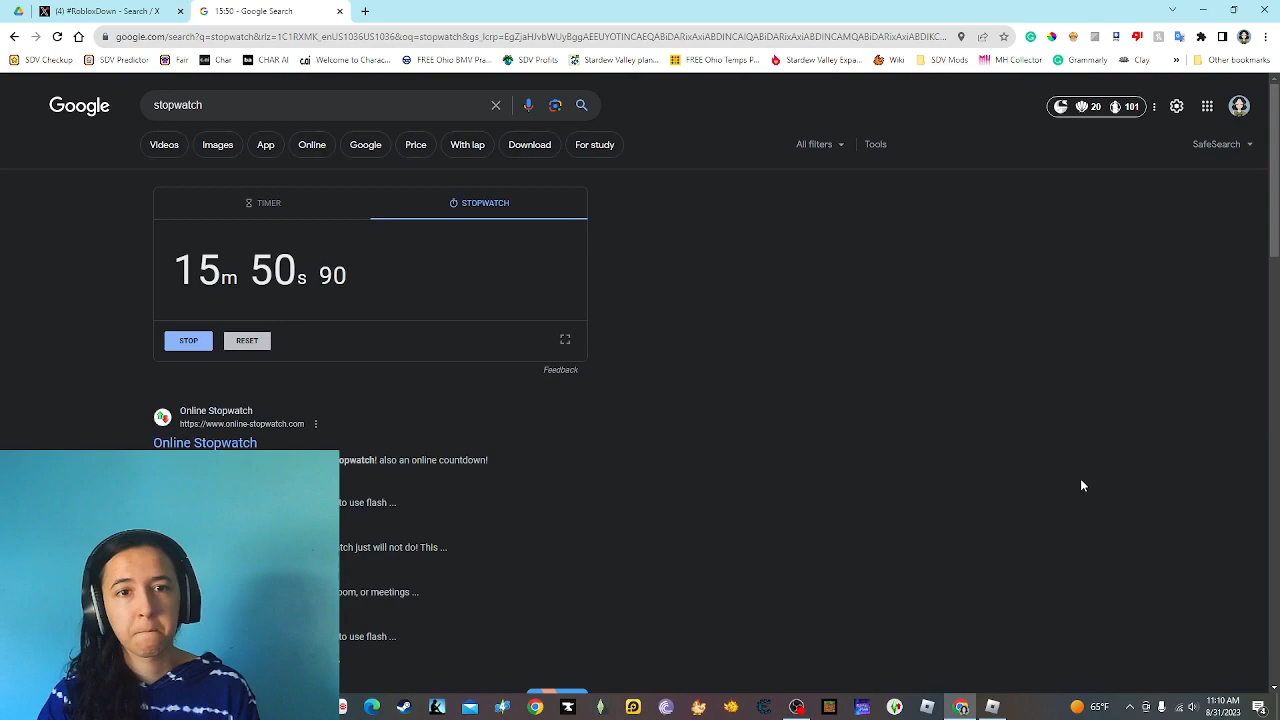 (4) #RobloxDown - Search / X
15:50 - Google Search
google.com/search?q=stopwatch&rlz=1C1RXMK_enUS1036US1036&oq=stopwatch&gs_lcrp=
SDV Checkup
SDV Predictor
Fair
Char
CHAR AI
c.ai
Welcome to Charac...
FREE Ohio BMV Pra...
SDV Profits
Stardew Valley plan...
FREE Ohio Temps P...
Stardew Valley Expa...
Wiki
SDV Mods
MH Collector
Grammarly
Clay
»
Other bookmarks
Google
stopwatch
20
101
Videos
Images
App
Online
Google
Price
With lap
Download
For study
All filters
Tools
SafeSearch
TIMER
STOPWATCH
15m 50s 90
STOP
RESET
Feedback
Online Stopwatch
https://www.online-stopwatch.com
Online Stopwatch
opwatch! also an online countdown!
to use flash ...
tch just will not do! This ...
oom, or meetings ...
to use flash ...
65°F
11:10 AM
8/31/2023